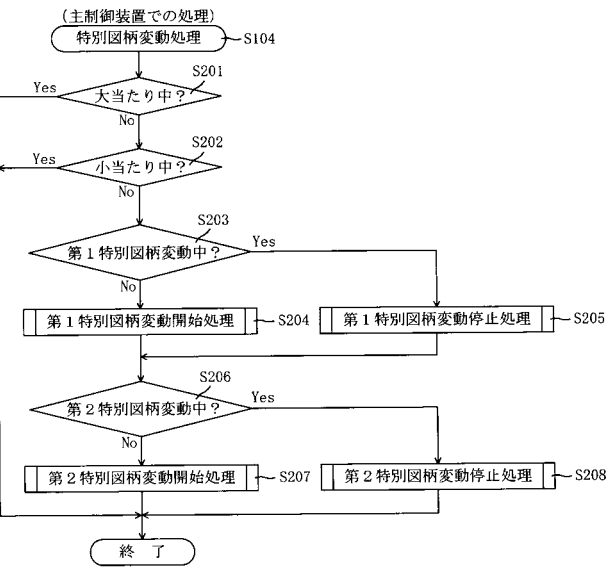 (主制御装置での処理)
特別図柄変動処理 S104
S201
Yes 大当たり中?
No
S202
Yes 小当たり中?
No
S203
第1特別図柄変動中? Yes
No
第1特別図柄変動開始処理 S204 第1特別図柄変動停止処理 S205
S206
第2特別図柄変動中? Yes
No
第2特別図柄変動開始処理 S207 第2特別図柄変動停止処理 S208
終 了